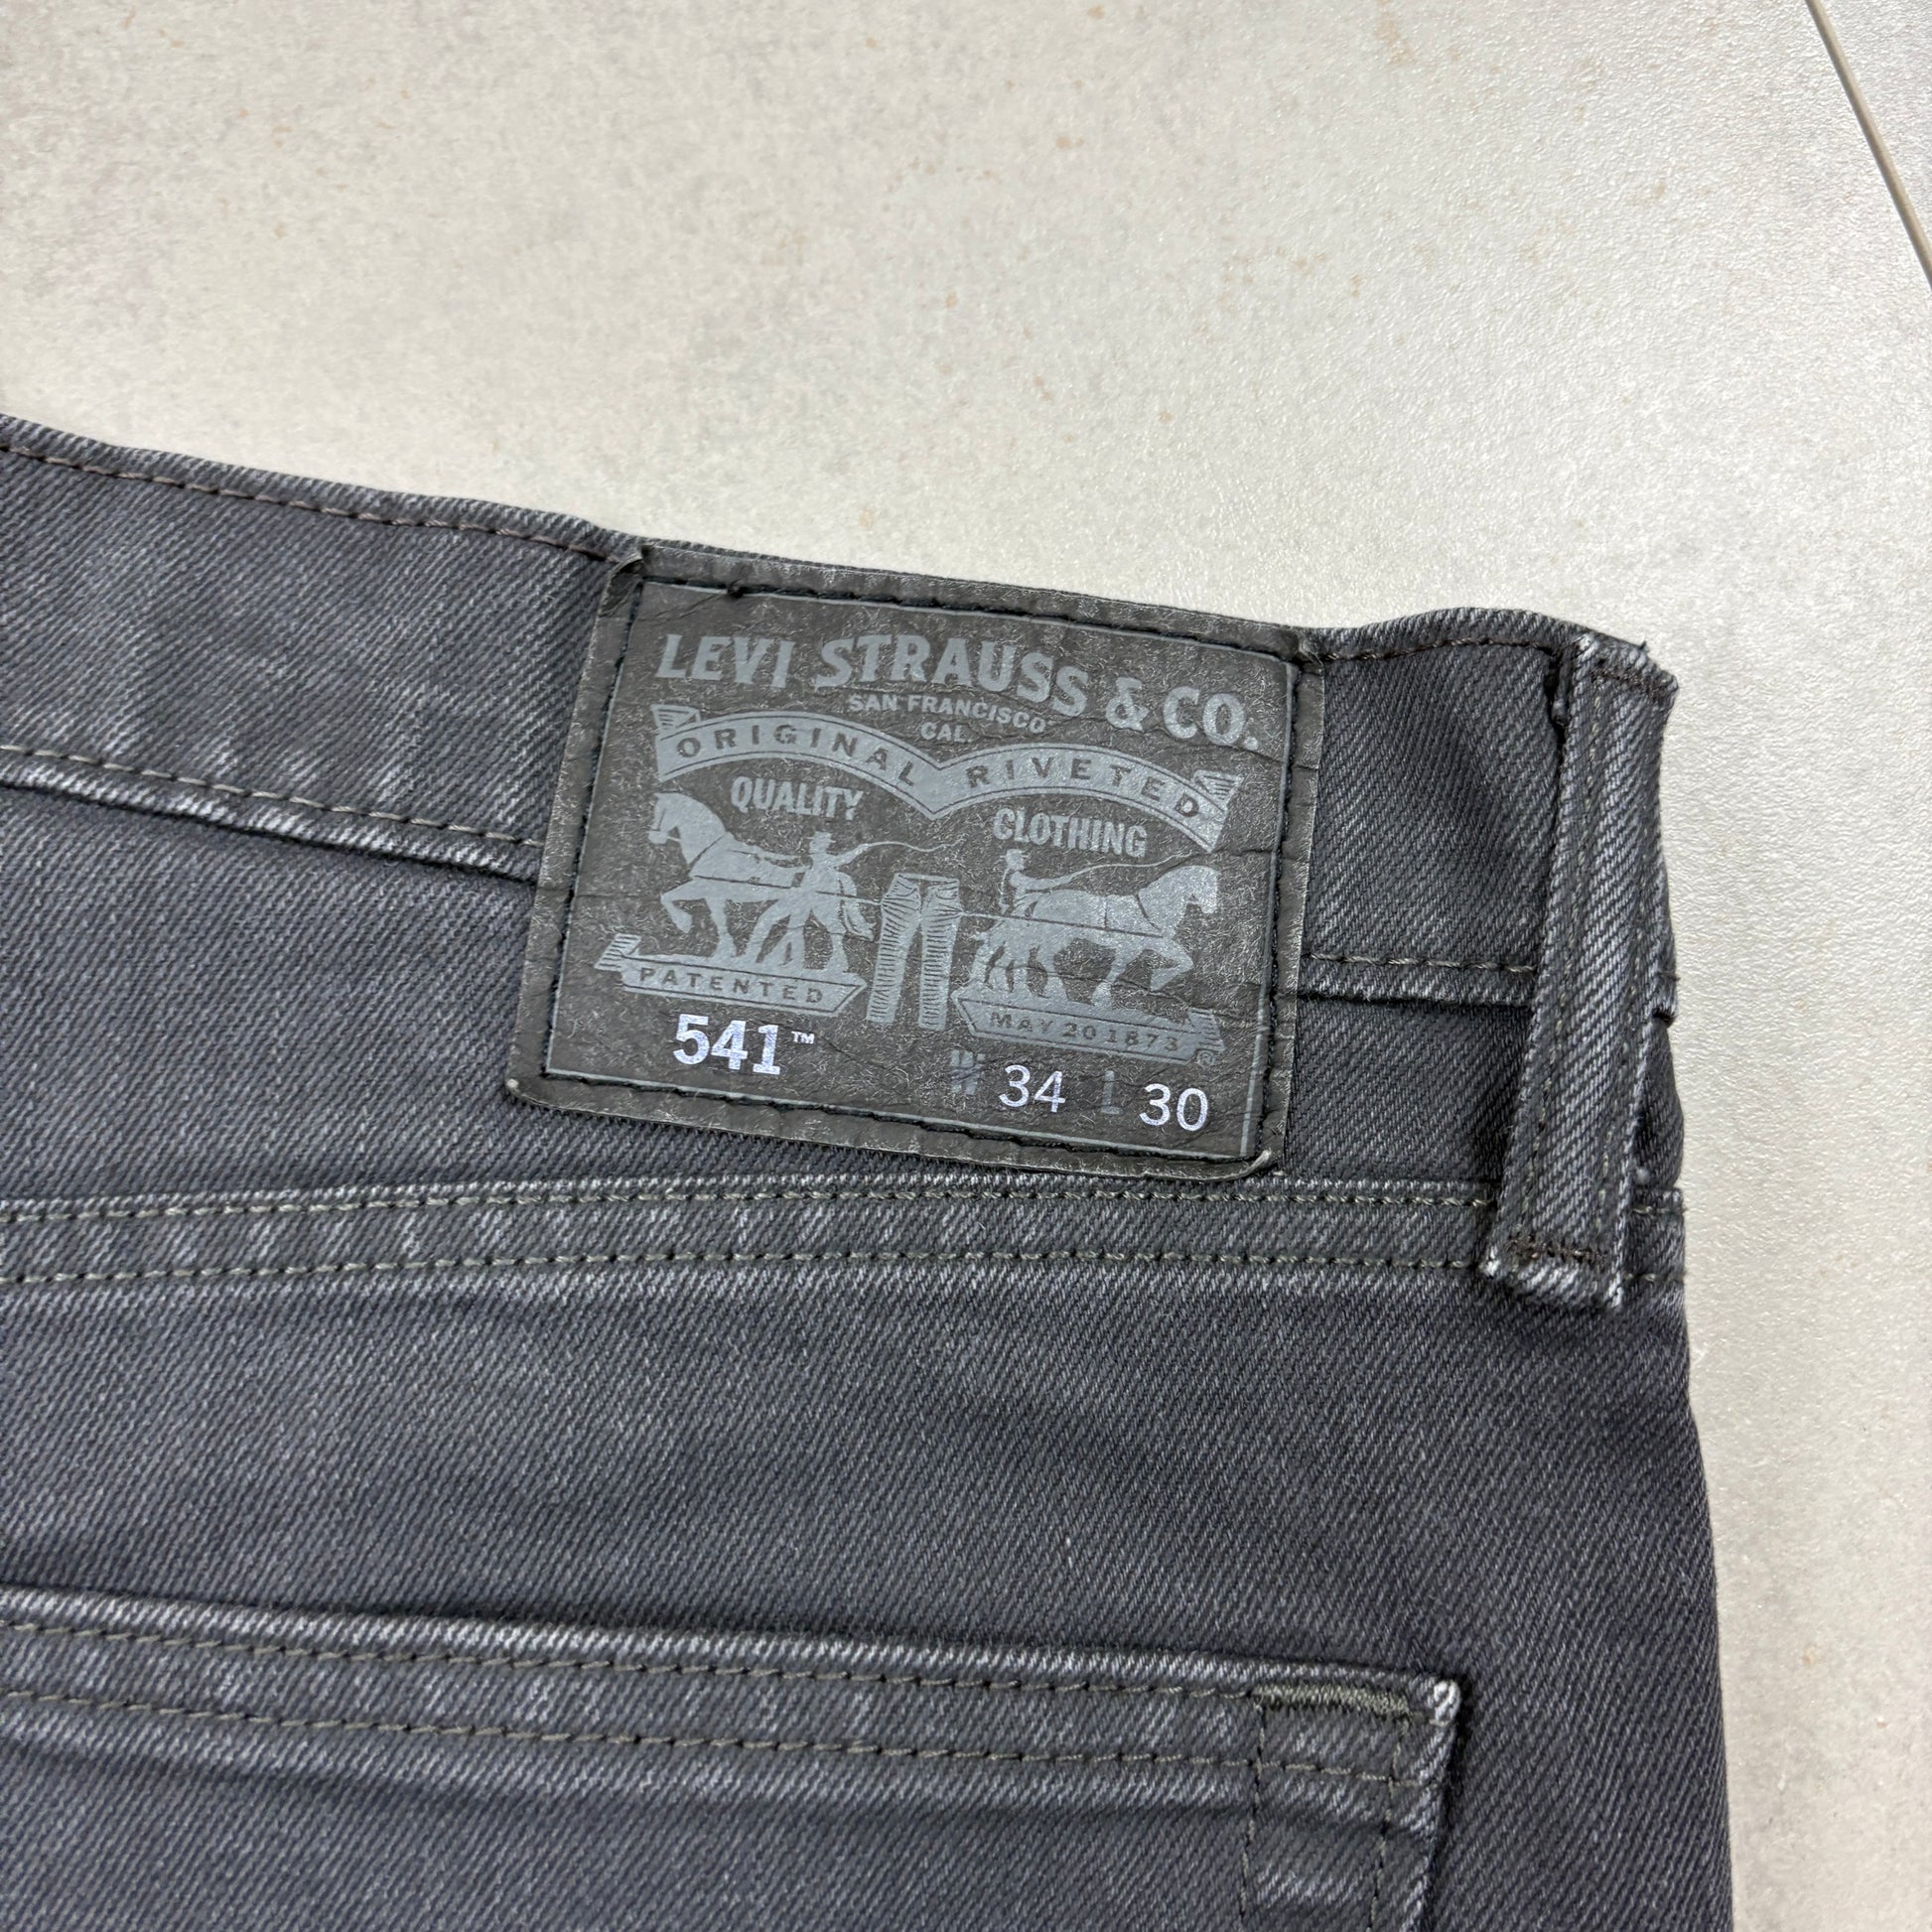 LEVI STRAUSS & CO.
SAN FRANCISCO
CAL.
ORIGINAL RIVETED
QUALITY CLOTHING
PATENTED MAY 20 1873 ®
541™ W 34 L 30